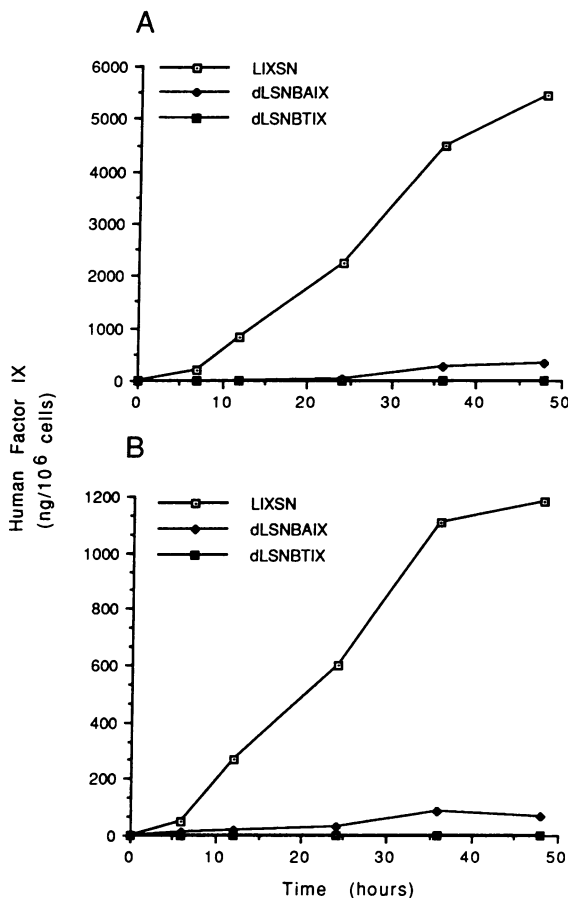 A
LIXSN
dLSNBAIX
dLSNBTIX
6000
5000
4000
3000
2000
1000
0
0 10 20 30 40 50
Human Factor IX
(ng/10⁶ cells)
B
LIXSN
dLSNBAIX
dLSNBTIX
1200
1000
800
600
400
200
0
0 10 20 30 40 50
Time (hours)